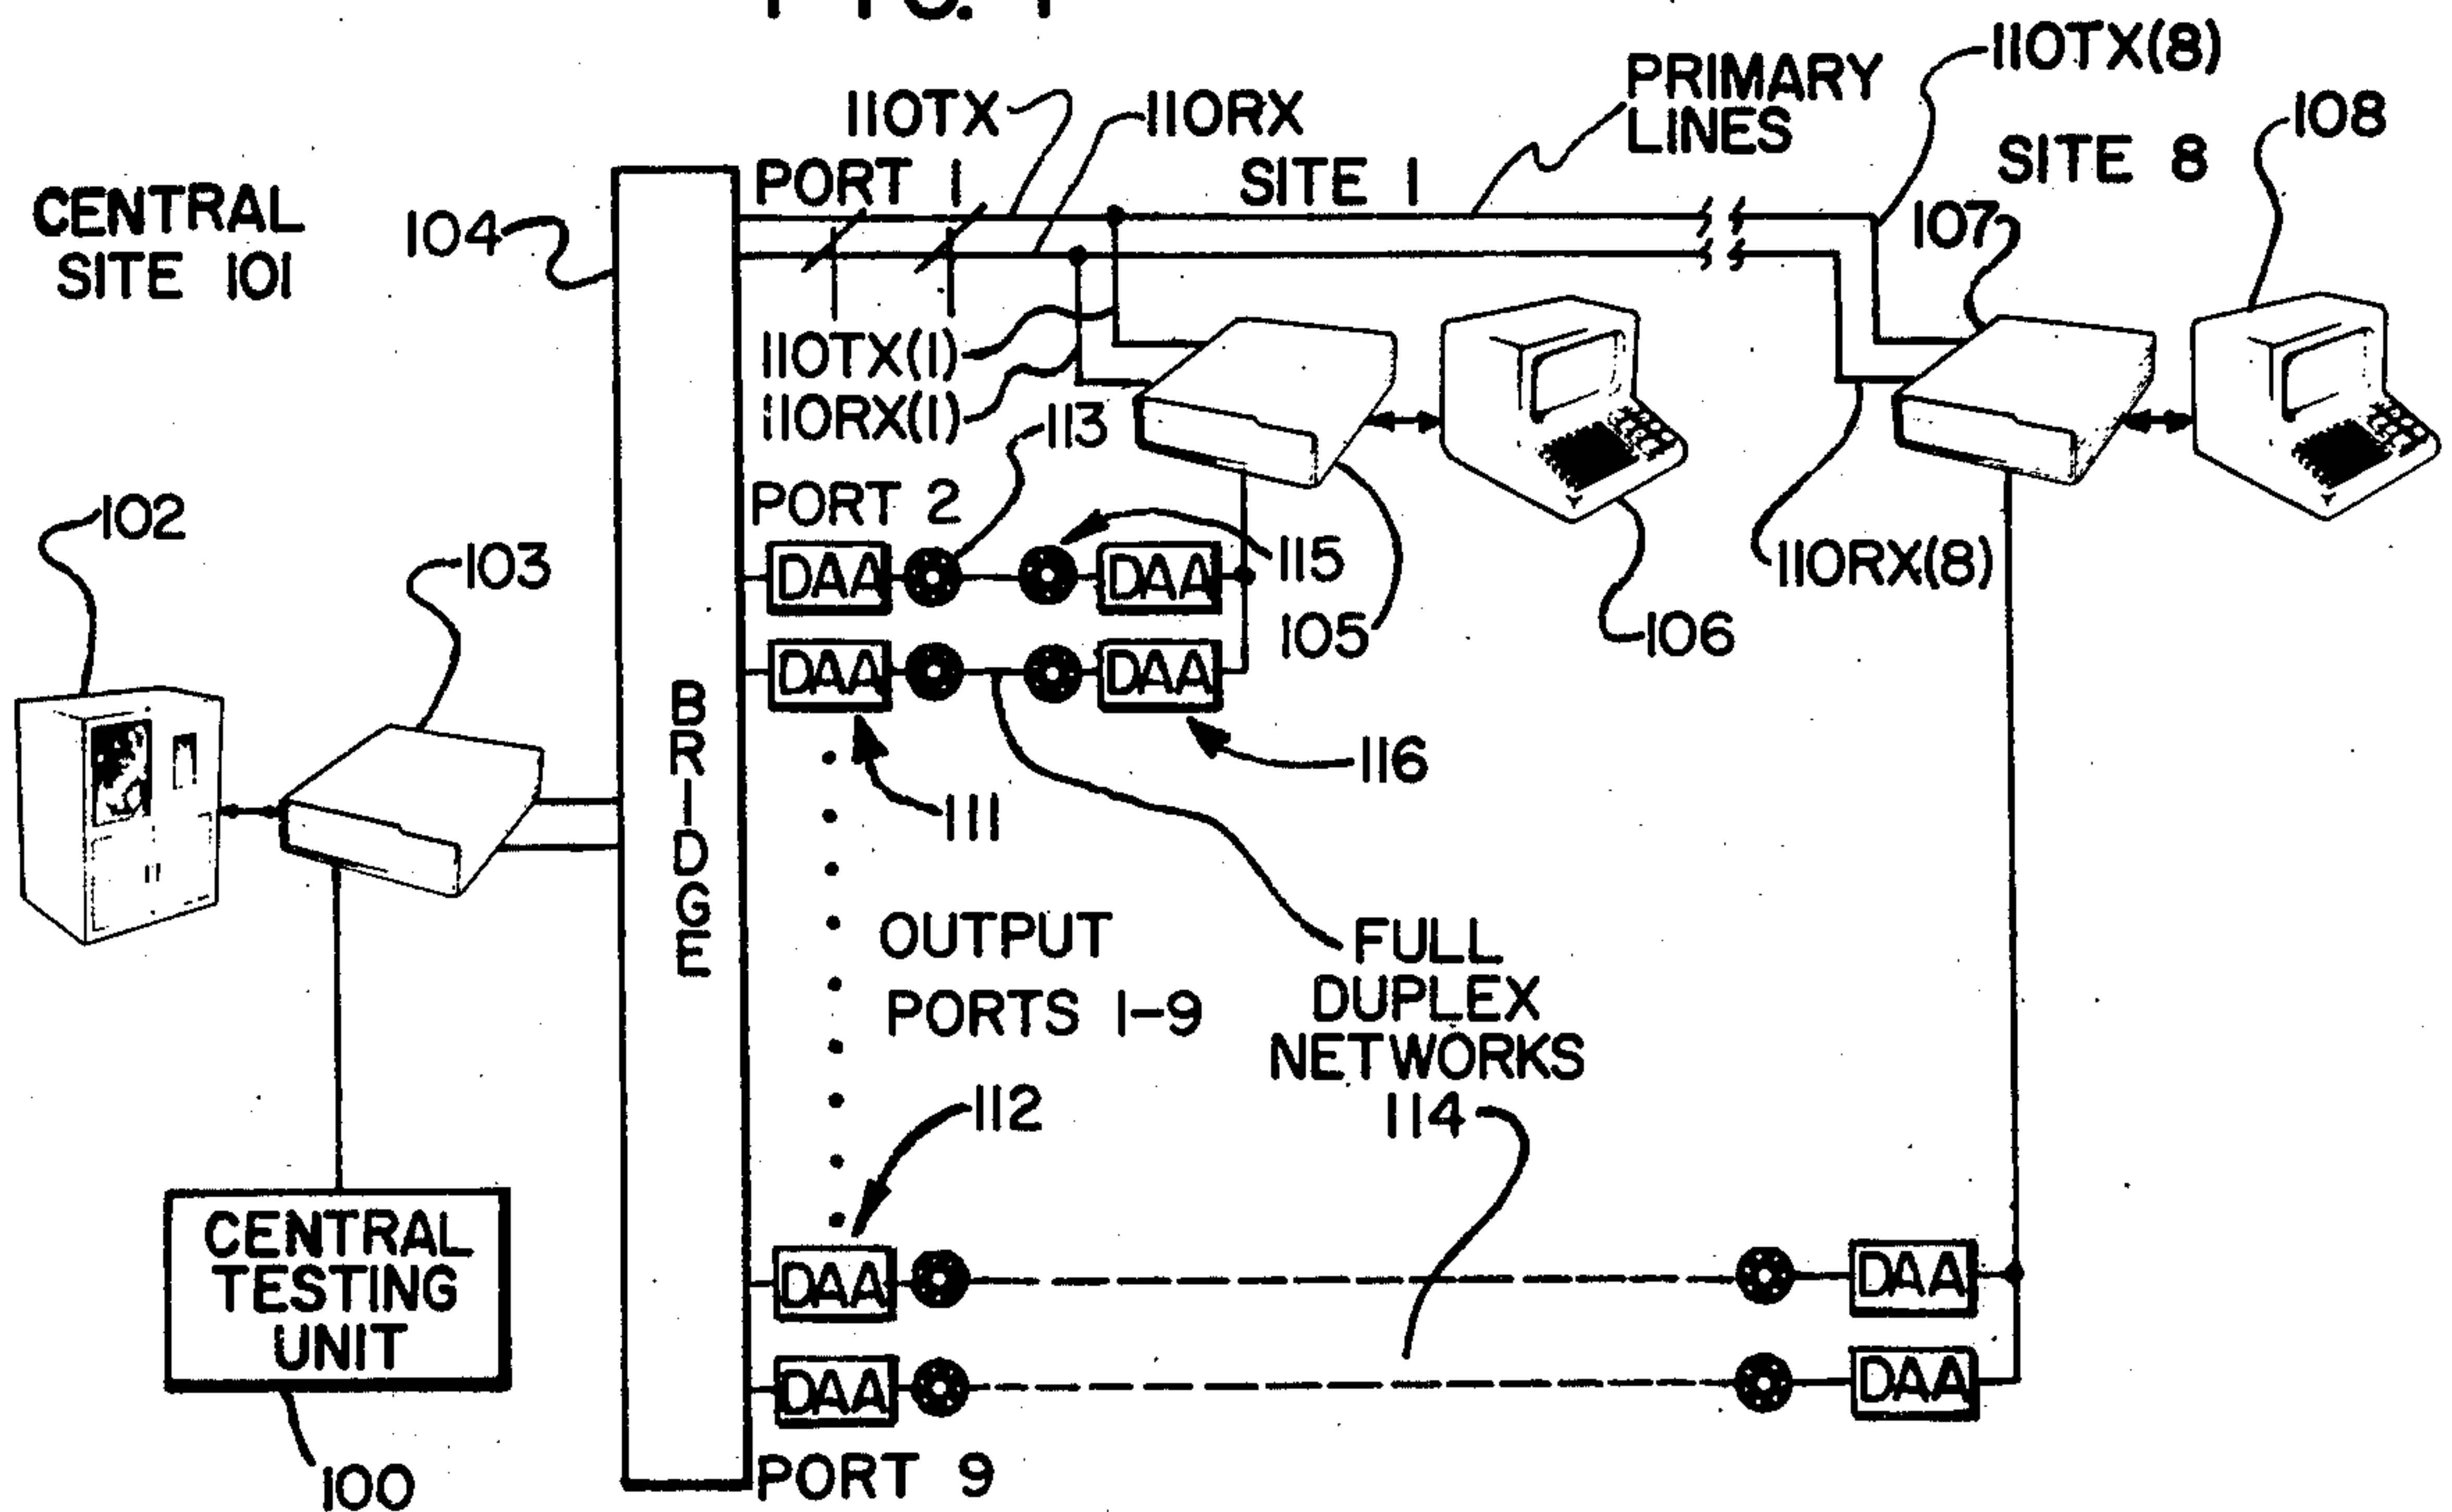 FIG. 1
110TX
110RX
PRIMARY
LINES
110TX(8)
108
CENTRAL
SITE 101
104
PORT 1
SITE 1
SITE 8
107
110TX(1)
110RX(1)
113
102
103
PORT 2
DAA
DAA
115
110RX(8)
105
106
DAA
DAA
BRIDGE
116
111
OUTPUT
PORTS 1-9
FULL
DUPLEX
NETWORKS
114
112
CENTRAL
TESTING
UNIT
DAA
DAA
DAA
DAA
100
PORT 9